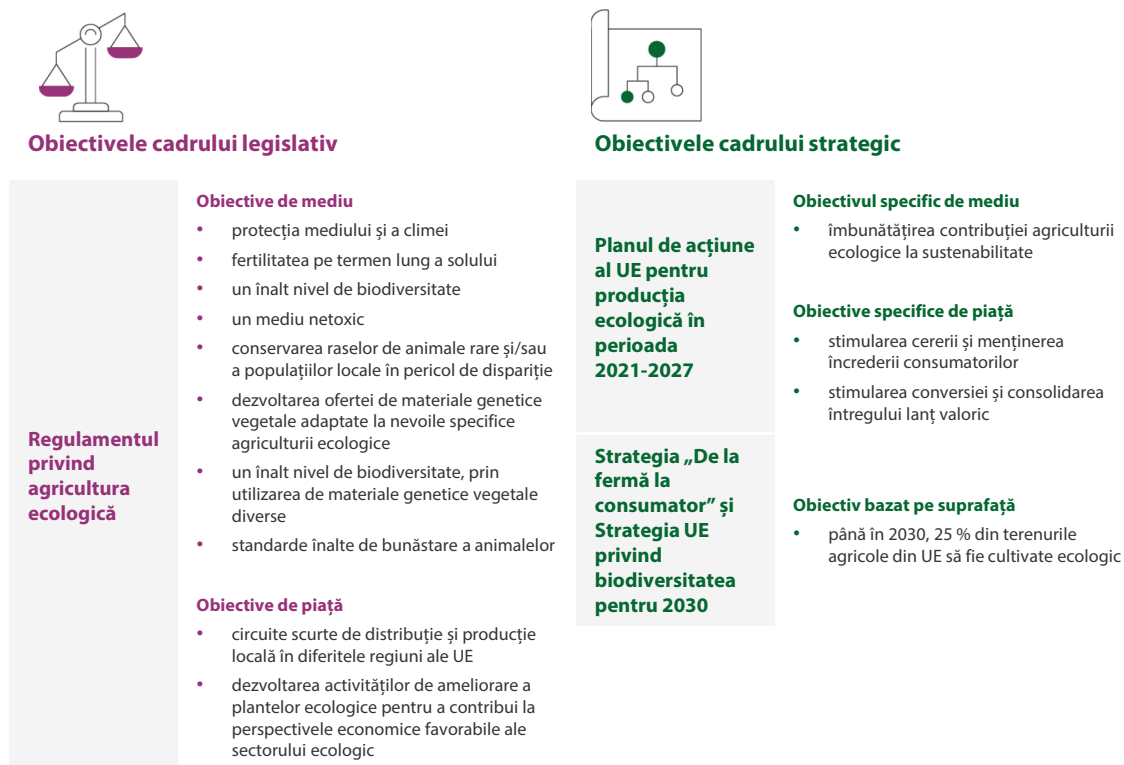 Obiectivele cadrului legislativ
Regulamentul
privind
agricultura
ecologică
Obiective de mediu
• protecția mediului și a climei
• fertilitatea pe termen lung a solului
• un înalt nivel de biodiversitate
• un mediu netoxic
• conservarea raselor de animale rare și/sau
a populațiilor locale în pericol de dispariție
• dezvoltarea ofertei de materiale genetice
vegetale adaptate la nevoile specifice
agriculturii ecologice
• un înalt nivel de biodiversitate, prin
utilizarea de materiale genetice vegetale
diverse
• standarde înalte de bunăstare a animalelor
Obiective de piață
• circuite scurte de distribuție și producție
locală în diferitele regiuni ale UE
• dezvoltarea activităților de ameliorare a
plantelor ecologice pentru a contribui la
perspectivele economice favorabile ale
sectorului ecologic
Obiectivele cadrului strategic
Planul de acțiune
al UE pentru
producția
ecologică în
perioada
2021-2027
Obiectivul specific de mediu
• îmbunătățirea contribuției agriculturii
ecologice la sustenabilitate
Obiective specifice de piață
• stimularea cererii și menținerea
încrederii consumatorilor
• stimularea conversiei și consolidarea
întregului lanț valoric
Strategia „De la
fermă la
consumator” și
Strategia UE
privind
biodiversitatea
pentru 2030
Obiectiv bazat pe suprafață
• până în 2030, 25 % din terenurile
agricole din UE să fie cultivate ecologic